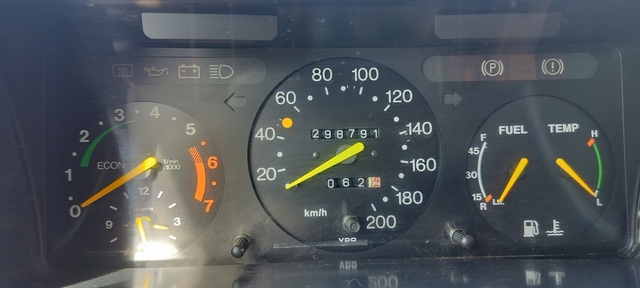 0 1 2 3 4 5 6 7
ECON
1/min
x1000
12
3
9
20 40 60 80 100 120 140 160 180 200
298791
062
km/h
VDO
FUEL
TEMP
F
45
30
15
R
H
L